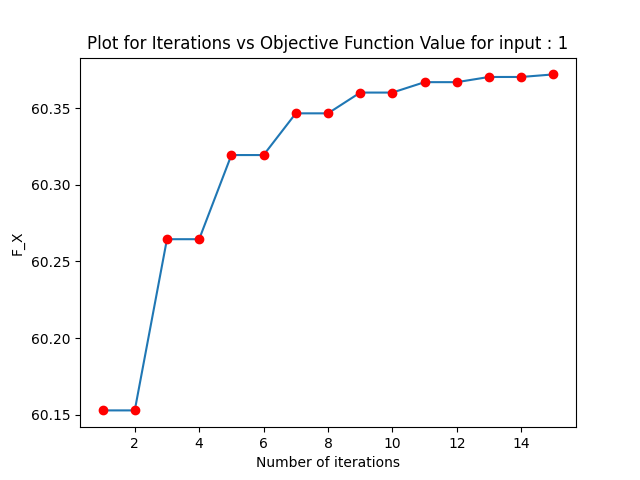 Plot for Iterations vs Objective Function Value for input : 1
60.35
60.30
60.25
60.20
60.15
F_X
2 4 6 8 10 12 14
Number of iterations